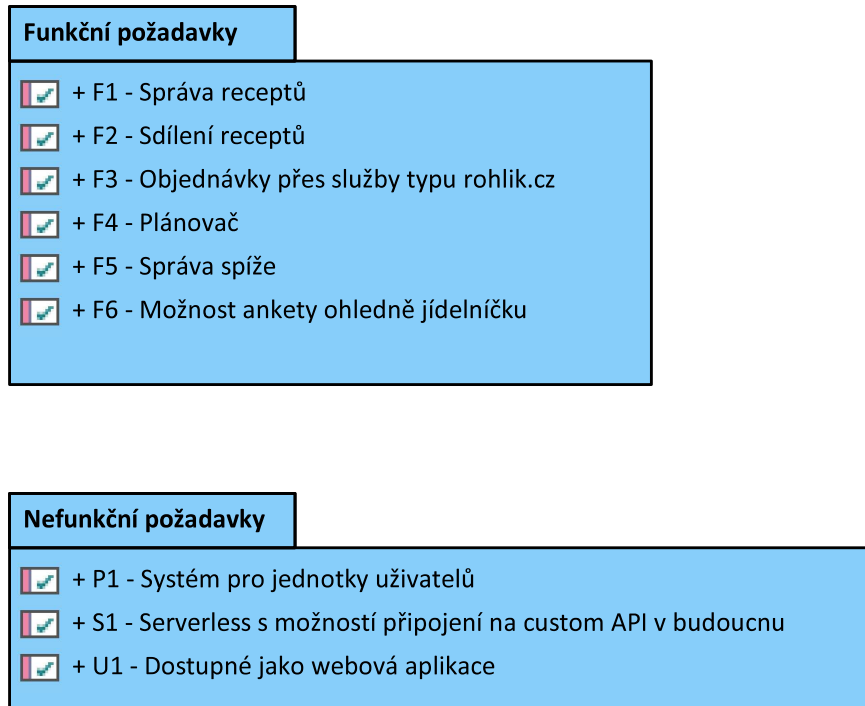 Funkční požadavky
+ F1 - Správa receptů
+ F2 - Sdílení receptů
+ F3 - Objednávky přes služby typu rohlik.cz
+ F4 - Plánovač
+ F5 - Správa spíže
+ F6 - Možnost ankety ohledně jídelníčku
Nefunkční požadavky
+ P1 - Systém pro jednotky uživatelů
+ S1 - Serverless s možností připojení na custom API v budoucnu
+ U1 - Dostupné jako webová aplikace